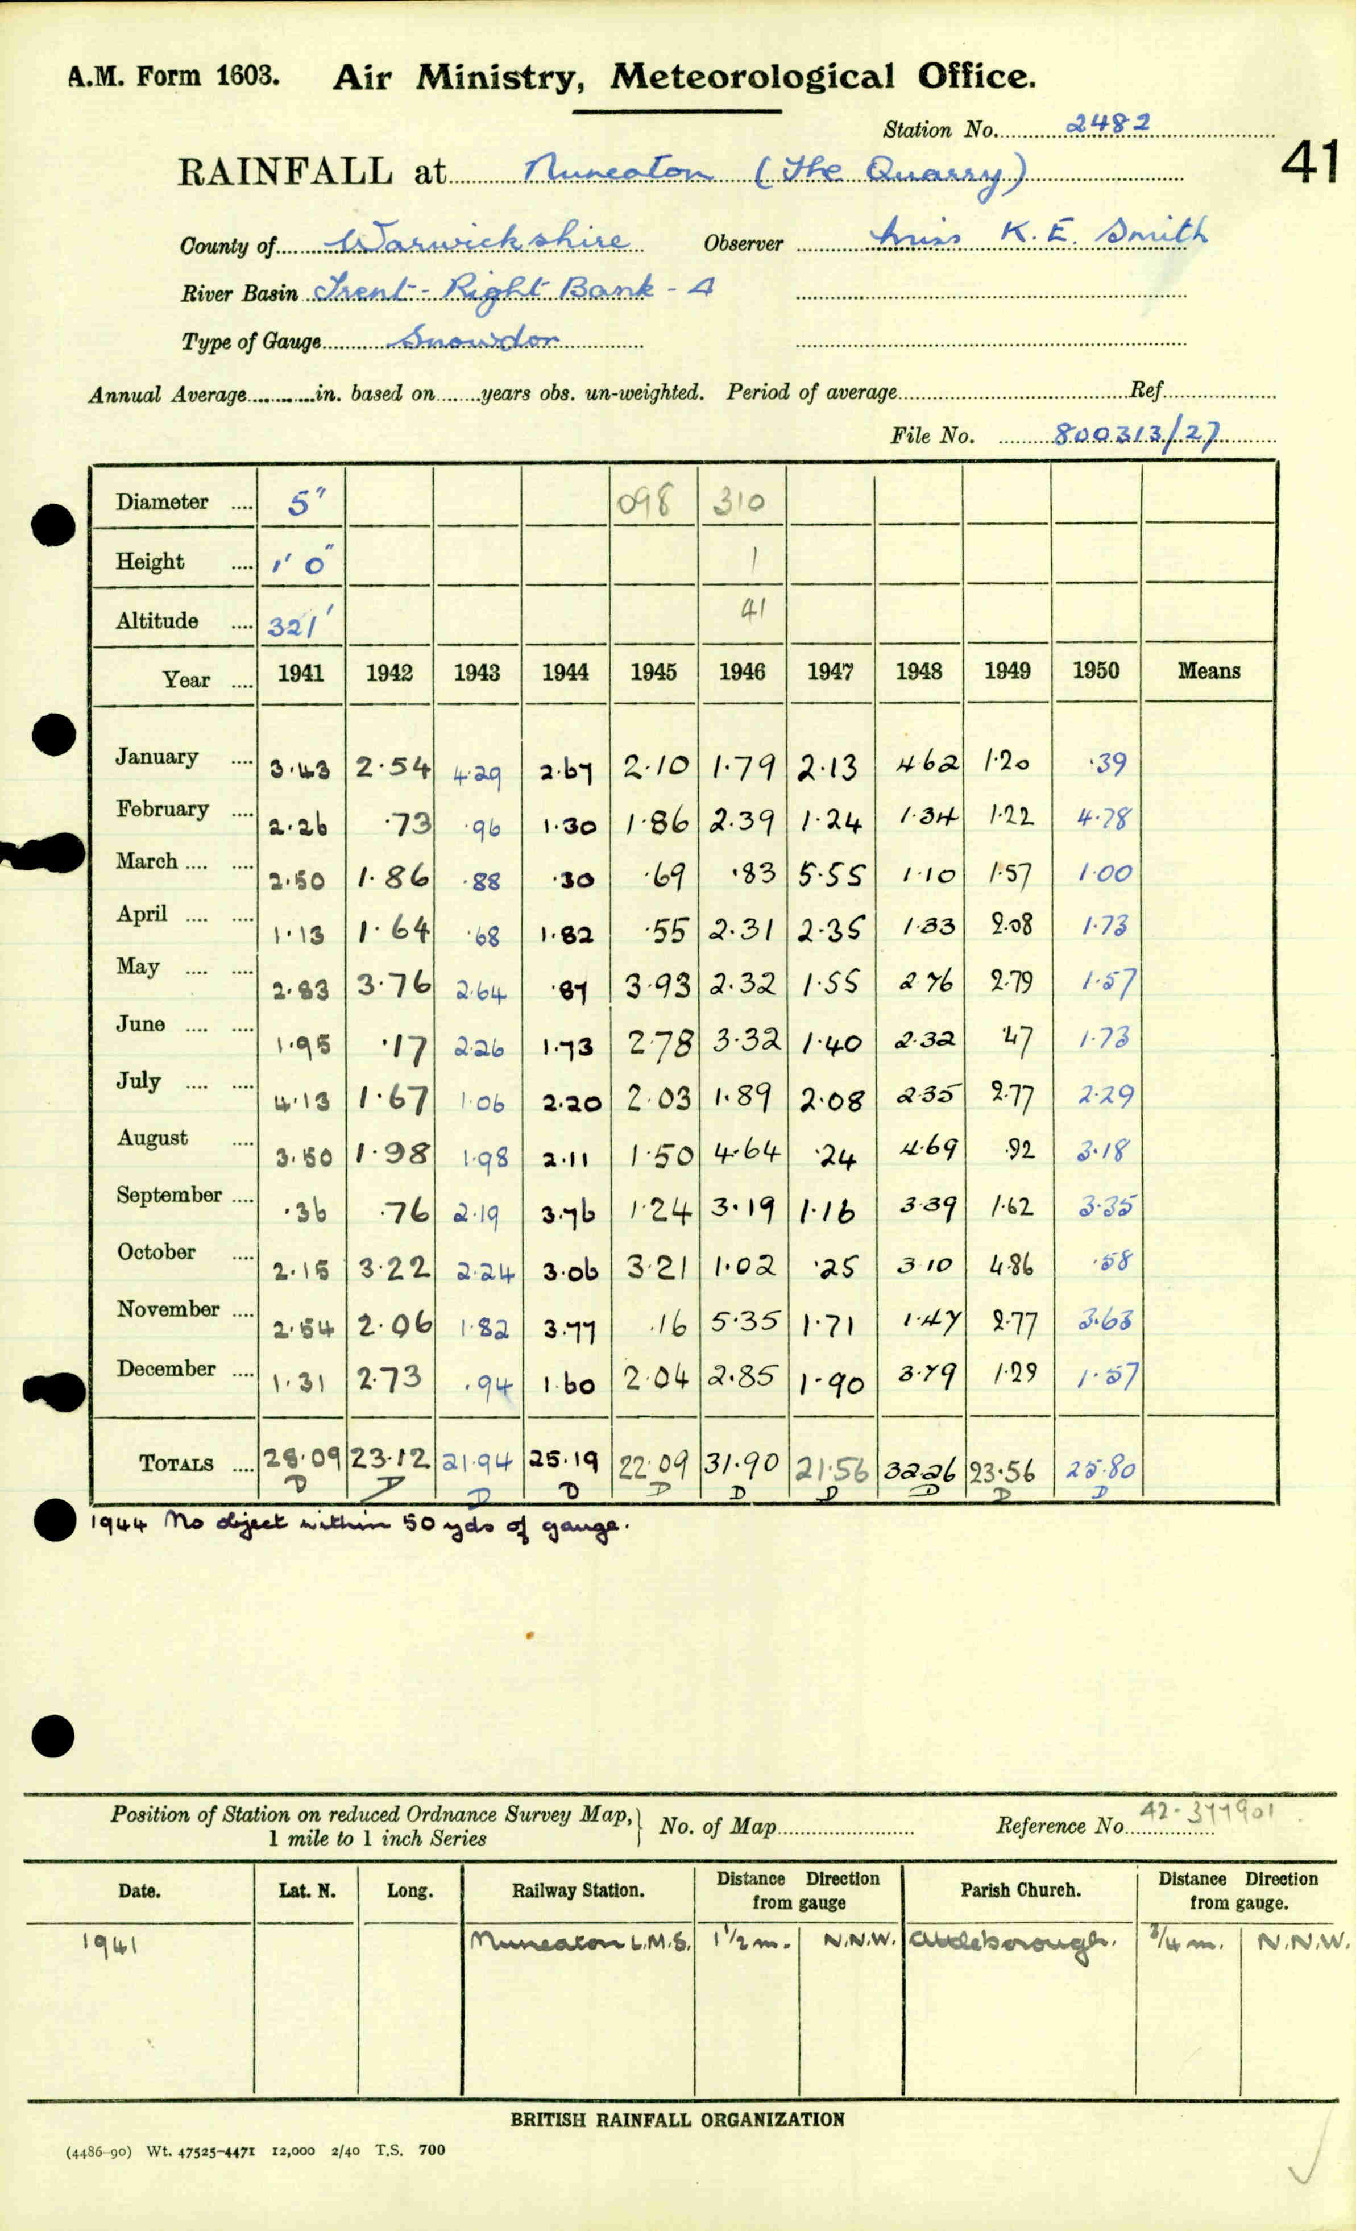 A.M. Form 1603. Air Ministry, Meteorological Office.
Station No. 2482
41
RAINFALL at Nuneaton (The Quarry)
County of Warwickshire Observer Miss K. E. Smith
River Basin Trent - Right Bank - 4
Type of Gauge Snowdon
Annual Average in. based on years obs. un-weighted. Period of average Ref.
File No. 800313/27
Diameter 5" 098 310
Height 1' 0" 1
Altitude 321' 41
Year 1941 1942 1943 1944 1945 1946 1947 1948 1949 1950 Means
January 3.43 2.54 4.29 2.67 2.10 1.79 2.13 4.62 1.20 .39
February 2.26 .73 .96 1.30 1.86 2.39 1.24 1.34 1.22 4.78
March 2.50 1.86 .88 .30 .69 .83 5.55 1.10 1.57 1.00
April 1.13 1.64 .68 1.82 .55 2.31 2.35 1.33 2.08 1.73
May 2.83 3.76 2.64 .87 3.93 2.32 1.55 2.76 2.79 1.57
June 1.95 .17 2.26 1.73 2.78 3.32 1.40 2.32 .47 1.73
July 4.13 1.67 1.06 2.20 2.03 1.89 2.08 2.35 2.77 2.29
August 3.50 1.98 1.98 2.11 1.50 4.64 .24 4.69 .92 3.18
September .36 .76 2.19 3.76 1.24 3.19 1.16 3.39 1.62 3.35
October 2.15 3.22 2.24 3.06 3.21 1.02 .25 3.10 4.86 .58
November 2.54 2.06 1.82 3.77 .16 5.35 1.71 1.47 2.77 3.63
December 1.31 2.73 .94 1.60 2.04 2.85 1.90 3.79 1.29 1.57
TOTALS 28.09 23.12 21.94 25.19 22.09 31.90 21.56 32.26 23.56 25.80
D D D D D D D D D D
1944 No object within 50 yds of gauge.
Position of Station on reduced Ordnance Survey Map, 1 mile to 1 inch Series No. of Map Reference No. 42.377901
Date. Lat. N. Long. Railway Station. Distance Direction from gauge Parish Church. Distance Direction from gauge.
1941 Nuneaton L.M.S. 1 1/2 m. N.N.W. Attleborough. 3/4 m. N.N.W.
BRITISH RAINFALL ORGANIZATION
(4486-90) Wt. 47525-4471 12,000 2/40 T.S. 700